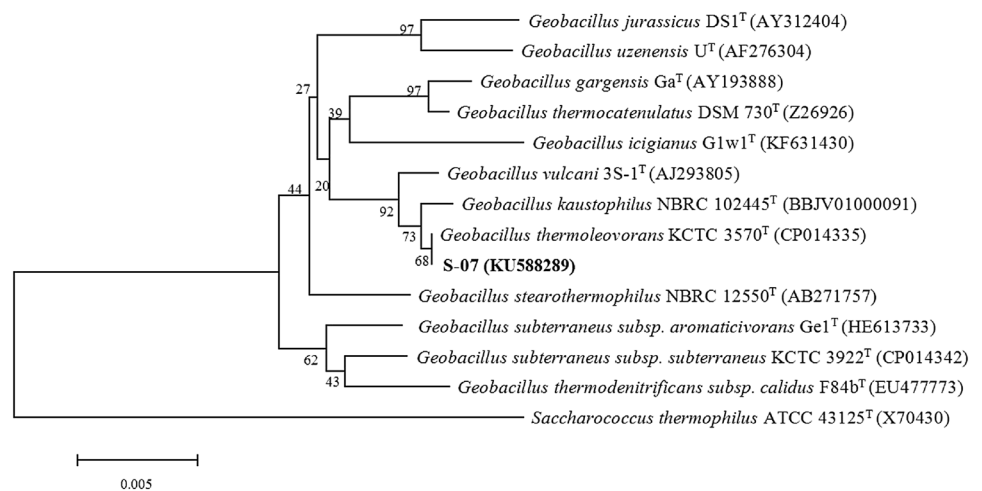 Geobacillus jurassicus DS1ᵀ (AY312404)
97
Geobacillus uzenensis Uᵀ (AF276304)
Geobacillus gargensis Gaᵀ (AY193888)
27
97
Geobacillus thermocatenulatus DSM 730ᵀ (Z26926)
39
Geobacillus icigianus G1w1ᵀ (KF631430)
Geobacillus vulcani 3S-1ᵀ (AJ293805)
44
20
Geobacillus kaustophilus NBRC 102445ᵀ (BBJV01000091)
92
Geobacillus thermoleovorans KCTC 3570ᵀ (CP014335)
73
68
S-07 (KU588289)
Geobacillus stearothermophilus NBRC 12550ᵀ (AB271757)
Geobacillus subterraneus subsp. aromaticivorans Ge1ᵀ (HE613733)
62
Geobacillus subterraneus subsp. subterraneus KCTC 3922ᵀ (CP014342)
43
Geobacillus thermodenitrificans subsp. calidus F84bᵀ (EU477773)
Saccharococcus thermophilus ATCC 43125ᵀ (X70430)
0.005